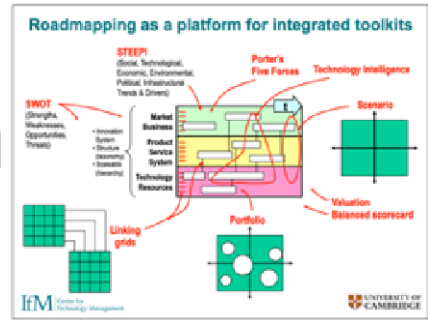 Roadmapping as a platform for integrated toolkits
STEEPI
(Social, Technological,
Economic, Environmental,
Political, Infrastructural
Trends & Drivers)
Porter's
Five Forces
Technology Intelligence
SWOT
(Strengths,
Weaknesses,
Opportunities,
Threats)
• Innovation
System
• Structure
(taxonomy)
• Scaleable
(hierarchy)
Market
Business
Product
Service
System
Technology
Resources
t
Scenario
Linking
grids
Portfolio
Valuation
Balanced scorecard
IfM Centre for
Technology Management
UNIVERSITY OF
CAMBRIDGE